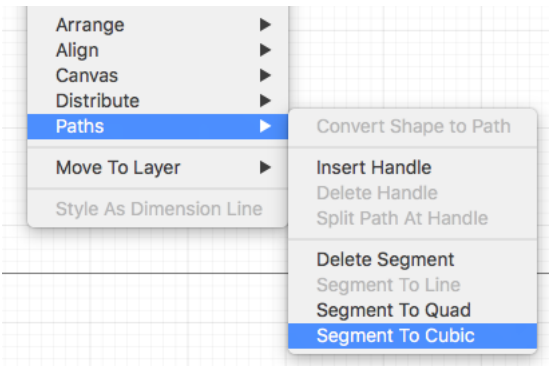 Arrange
Align
Canvas
Distribute
Paths
Move To Layer
Style As Dimension Line
Convert Shape to Path
Insert Handle
Delete Handle
Split Path At Handle
Delete Segment
Segment To Line
Segment To Quad
Segment To Cubic